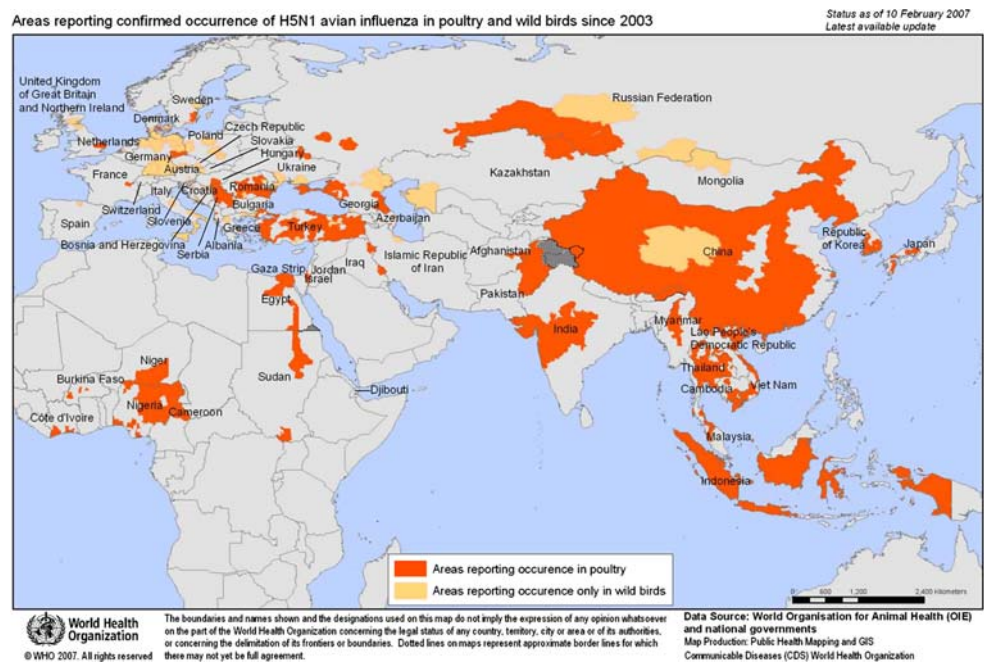 Areas reporting confirmed occurrence of H5N1 avian influenza in poultry and wild birds since 2003
Status as of 10 February 2007
Latest available update
United Kingdom
of Great Britain
and Northern Ireland
Sweden
Russian Federation
Denmark
Czech Republic
Netherlands
Poland
Slovakia
Germany
Hungary
Austria
Ukraine
France
Kazakhstan
Mongolia
Italy
Croatia
Romania
Switzerland
Bulgaria
Georgia
Slovenia
Azerbaijan
Spain
Greece
Turkey
Republic
of Korea
Japan
Bosnia and Herzegovina
Albania
Serbia
Islamic Republic
of Iran
Afghanistan
China
Iraq
Gaza Strip
Jordan
Israel
Pakistan
Egypt
India
Myanmar
Lao People's
Democratic Republic
Niger
Thailand
Sudan
Burkina Faso
Djibouti
Cambodia
Viet Nam
Nigeria
Cameroon
Côte d'Ivoire
Malaysia
Indonesia
Areas reporting occurence in poultry
Areas reporting occurence only in wild birds
0 600 1,200 2,400 Kilometers
World Health
Organization
© WHO 2007. All rights reserved
The boundaries and names shown and the designations used on this map do not imply the expression of any opinion whatsoever
on the part of the World Health Organization concerning the legal status of any country, territory, city or area or of its authorities,
or concerning the delimitation of its frontiers or boundaries. Dotted lines on maps represent approximate border lines for which
there may not yet be full agreement.
Data Source: World Organisation for Animal Health (OIE)
and national governments
Map Production: Public Health Mapping and GIS
Communicable Diseases (CDS) World Health Organization